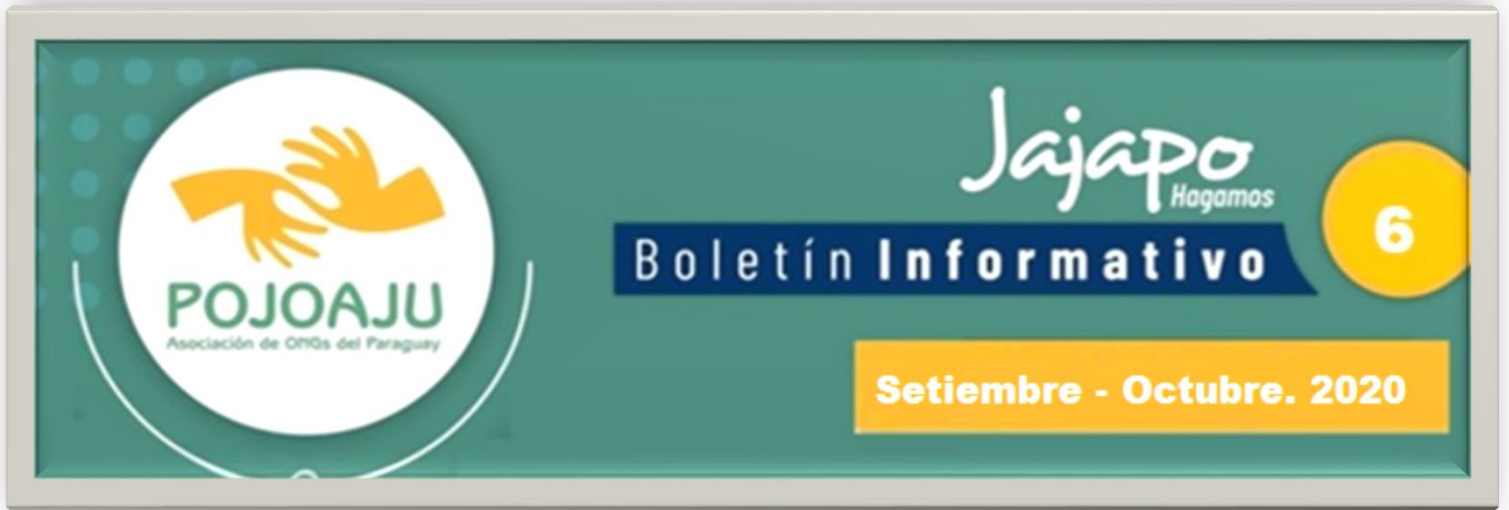 POJOAJU
Asociación de ONGs del Paraguay
Jajapo
Hagamos
Boletín Informativo
6
Setiembre - Octubre. 2020